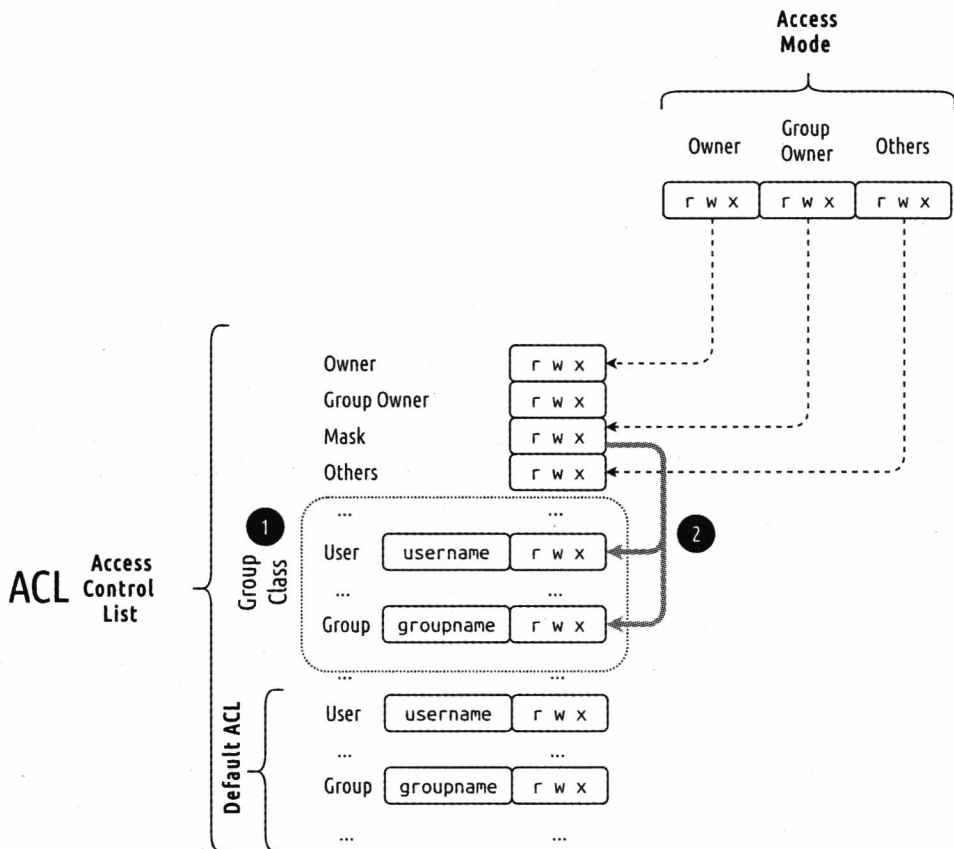 Access
Mode
Owner
Group
Owner
Others
r w x
r w x
r w x
Owner
r w x
Group Owner
r w x
Mask
r w x
Others
r w x
...
...
1
Group
Class
User
username
r w x
2
...
...
Group
groupname
r w x
ACL
Access
Control
List
...
...
Default ACL
User
username
r w x
...
...
Group
groupname
r w x
...
...